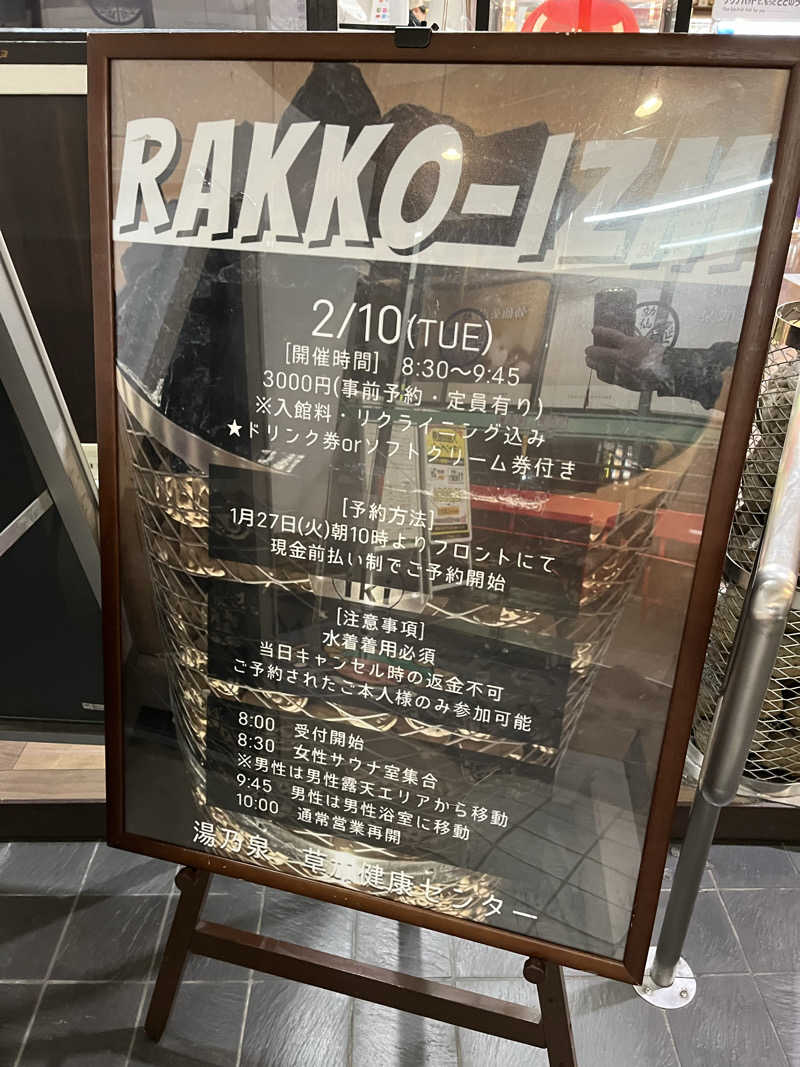 RAKKO-IZM
2/10(TUE)
[開催時間] 8:30〜9:45
3000円(事前予約・定員有り)
※入館料・リクライニング込み
★ドリンク券orソフトクリーム券付き
[予約方法]
1月27日(火)朝10時よりフロントにて
現金前払い制でご予約開始
iki
[注意事項]
水着着用必須
当日キャンセル時の返金不可
ご予約されたご本人様のみ参加可能
8:00 受付開始
8:30 女性サウナ室集合
※男性は男性露天エリアから移動
9:45 男性は男性浴室に移動
10:00 通常営業再開
湯乃泉 草加健康センター